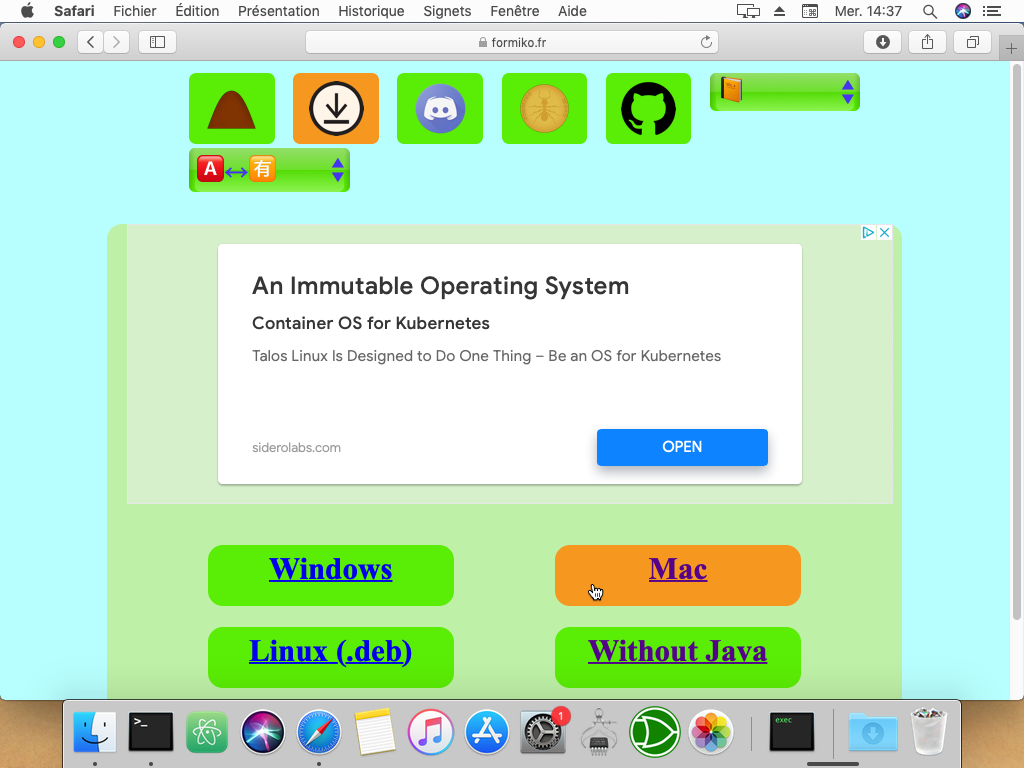 Safari Fichier Édition Présentation Historique Signets Fenêtre Aide Mer. 14:37
formiko.fr
A 有
An Immutable Operating System
Container OS for Kubernetes
Talos Linux Is Designed to Do One Thing – Be an OS for Kubernetes
siderolabs.com OPEN
Windows Mac
Linux (.deb) Without Java
>_ 1 exec